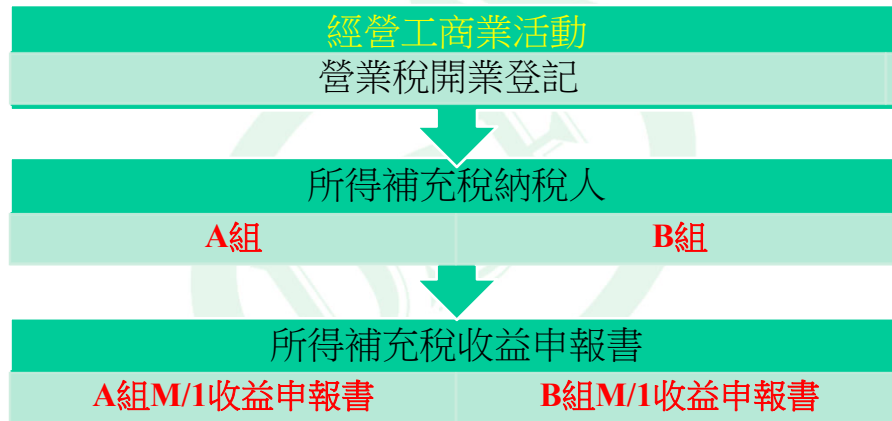 經營工商業活動
營業稅開業登記
所得補充稅納稅人
A組 B組
所得補充稅收益申報書
A組M/1收益申報書 B組M/1收益申報書